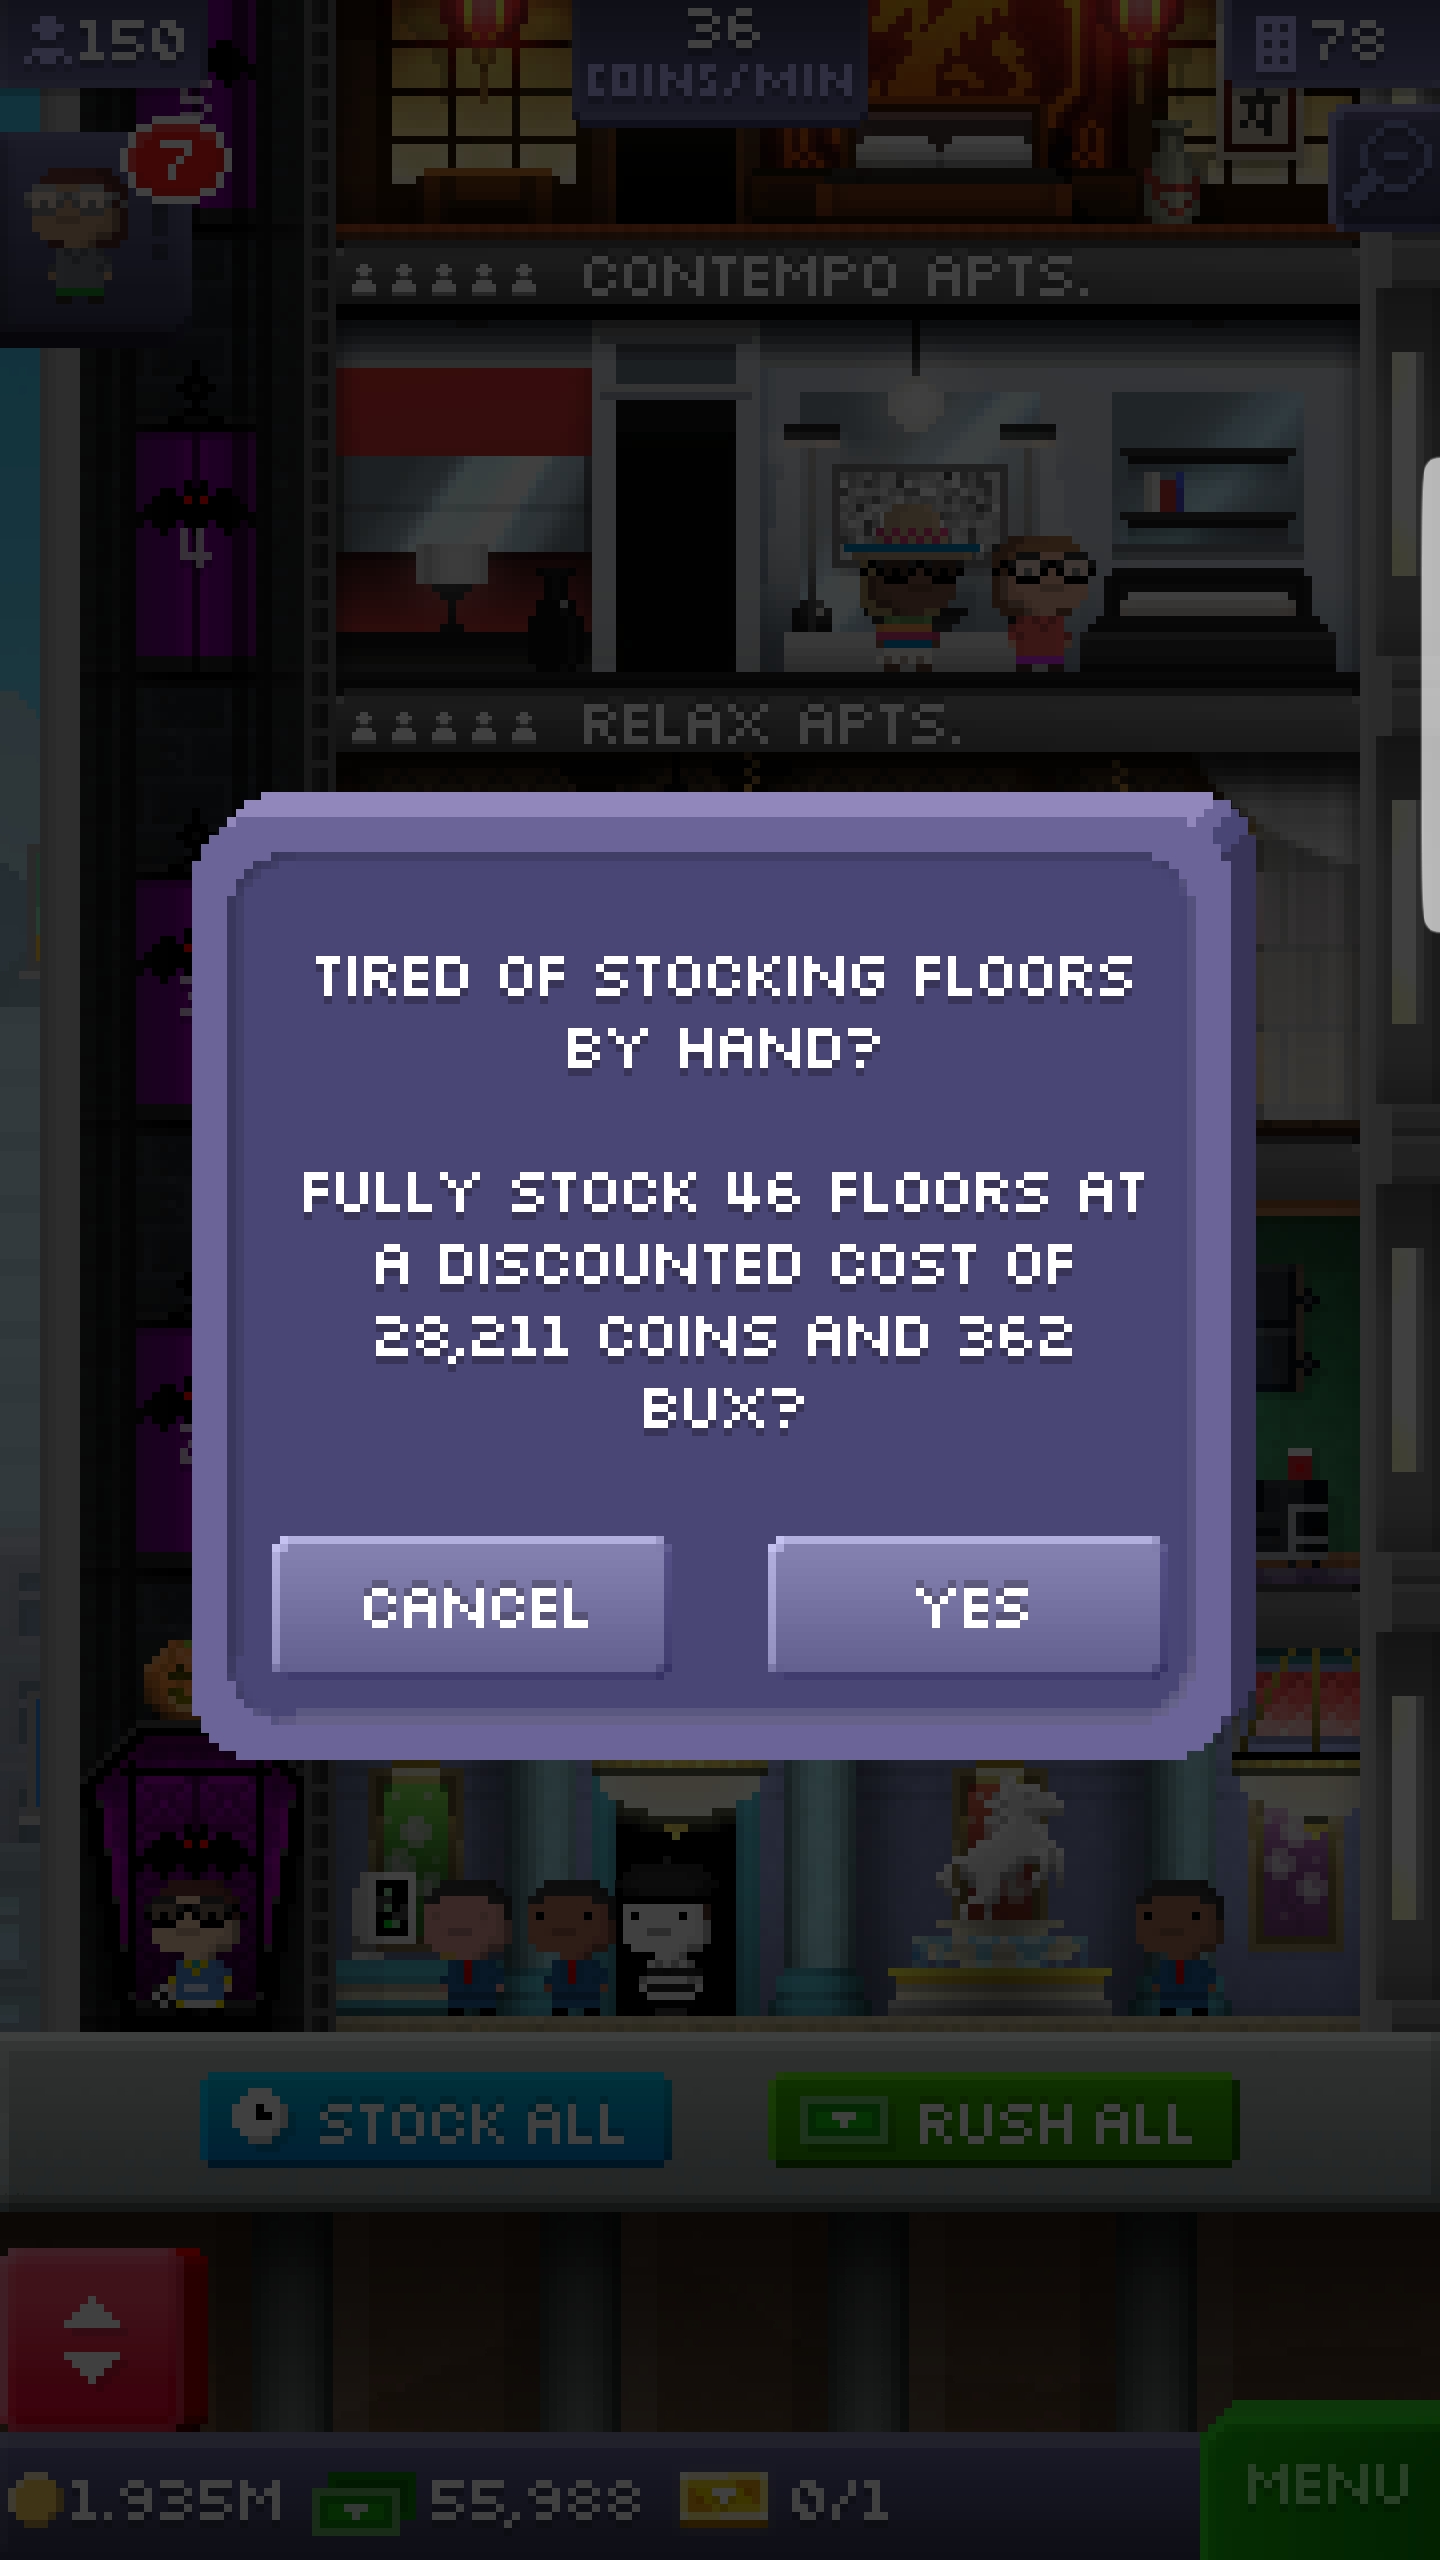 150
36
COINS/MIN
78
7
CONTEMPO APTS.
4
RELAX APTS.
TIRED OF STOCKING FLOORS
BY HAND?
FULLY STOCK 46 FLOORS AT
A DISCOUNTED COST OF
28,211 COINS AND 362
BUX?
CANCEL
YES
STOCK ALL
RUSH ALL
1.935M
55,988
0/1
MENU